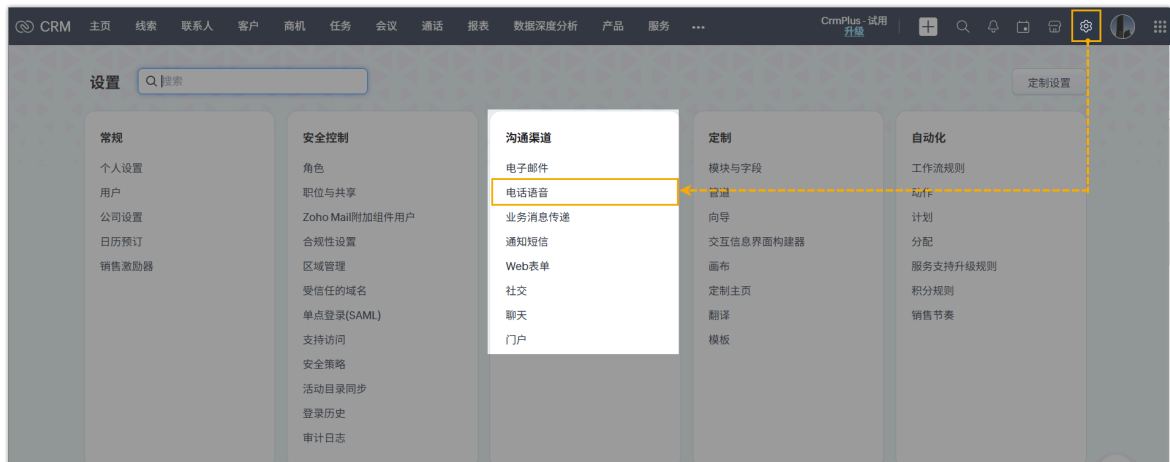 CRM 主页 线索 联系人 客户 商机 任务 会议 通话 报表 数据深度分析 产品 服务 ••• CrmPlus - 试用
升级
设置 搜索 定制设置
常规
个人设置
用户
公司设置
日历预订
销售激励器
安全控制
角色
职位与共享
Zoho Mail附加组件用户
合规性设置
区域管理
受信任的域名
单点登录(SAML)
支持访问
安全策略
活动目录同步
登录历史
审计日志
沟通渠道
电子邮件
电话语音
业务消息传递
通知短信
Web表单
社交
聊天
门户
定制
模块与字段
管道
向导
交互信息界面构建器
画布
定制主页
翻译
模板
自动化
工作流规则
动作
计划
分配
服务支持升级规则
积分规则
销售节奏